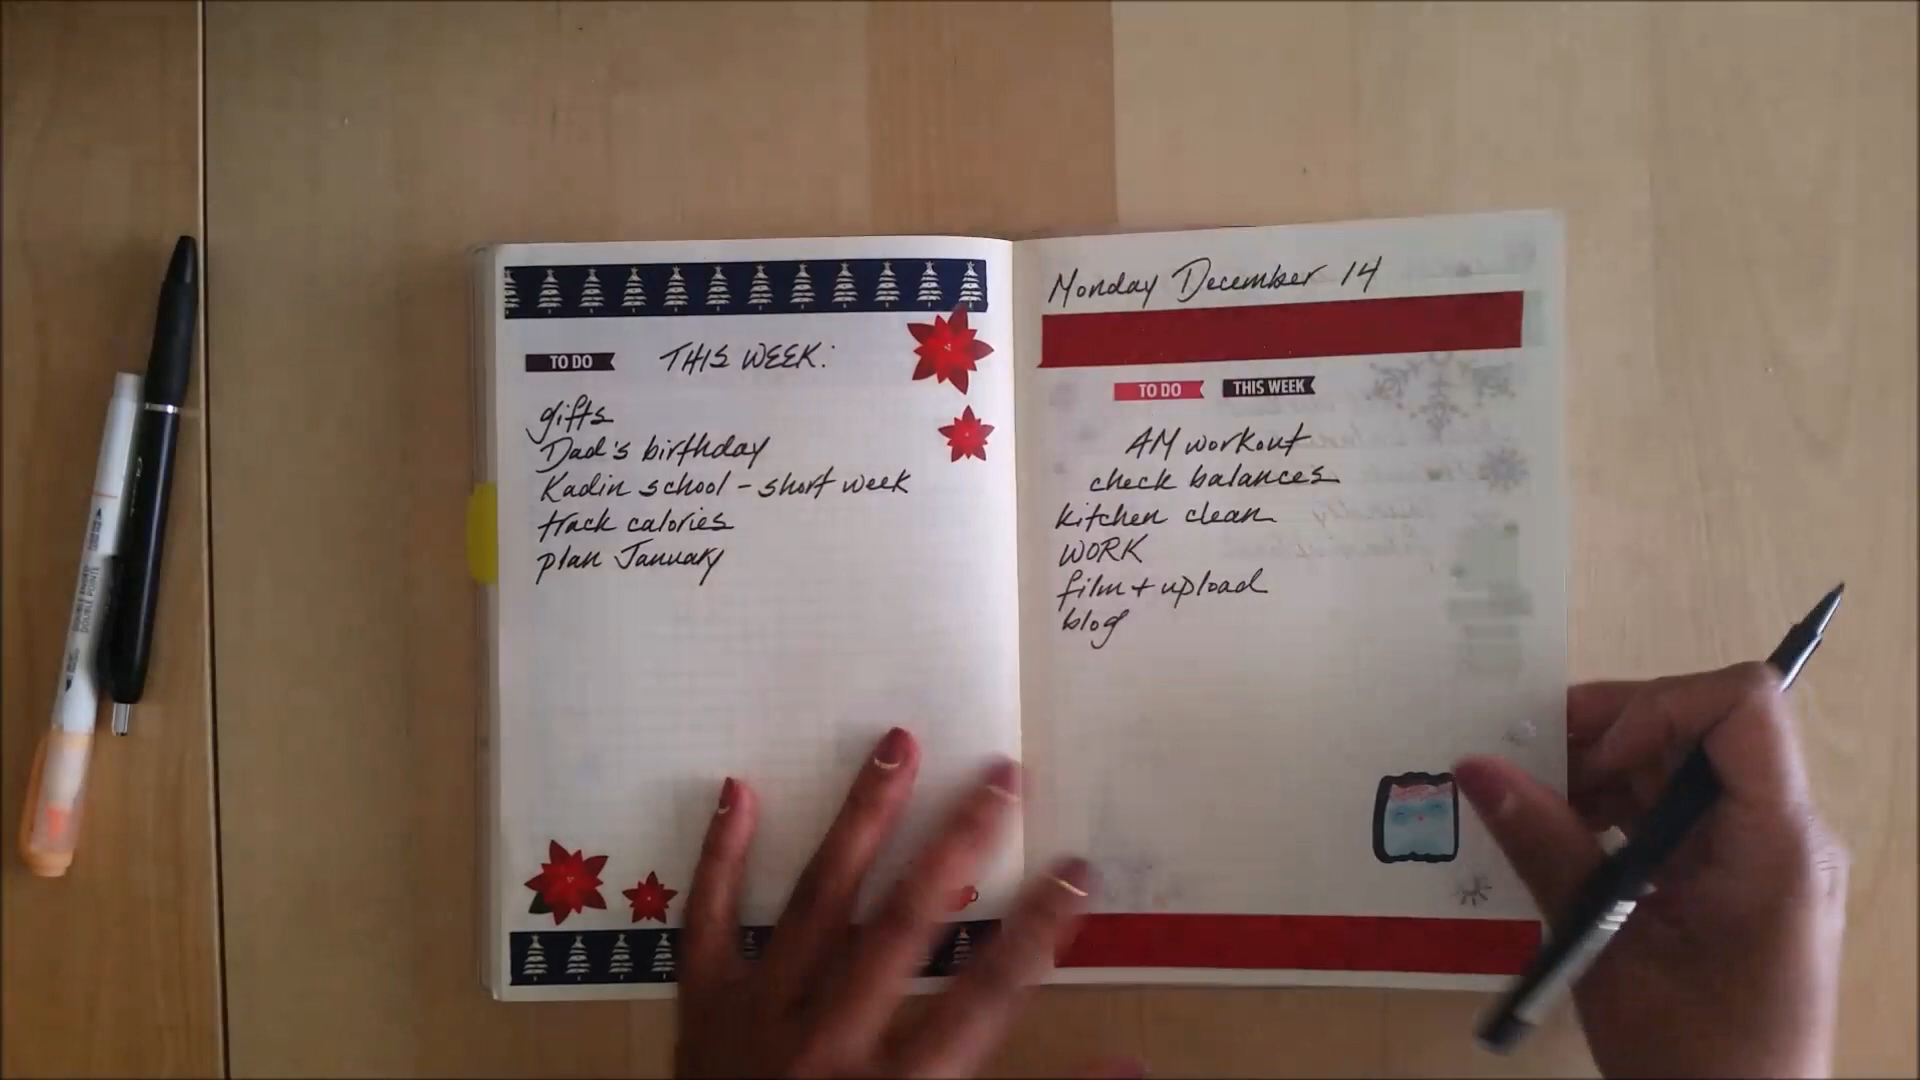 TO DO THIS WEEK:
gifts
Dad's birthday
Kadin school - short week
track calories
plan January
Monday December 14
TO DO THIS WEEK
AM workout
check balances
kitchen clean
WORK
film + upload
blog